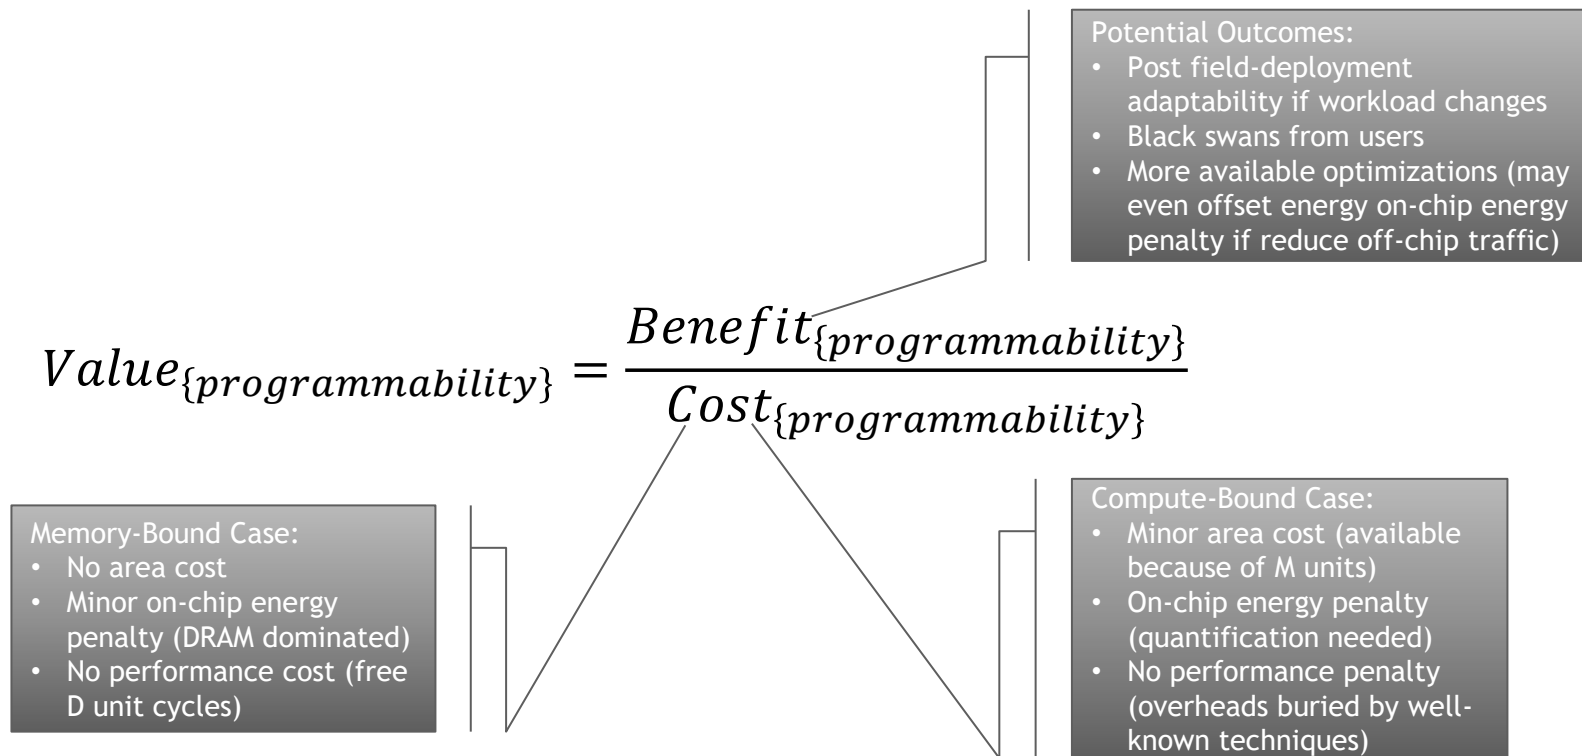 Potential Outcomes:
• Post field-deployment
adaptability if workload changes
• Black swans from users
• More available optimizations (may
even offset energy on-chip energy
penalty if reduce off-chip traffic)
Value{programmability} = Benefit{programmability}
Cost{programmability}
Memory-Bound Case:
• No area cost
• Minor on-chip energy
penalty (DRAM dominated)
• No performance cost (free
D unit cycles)
Compute-Bound Case:
• Minor area cost (available
because of M units)
• On-chip energy penalty
(quantification needed)
• No performance penalty
(overheads buried by well-
known techniques)